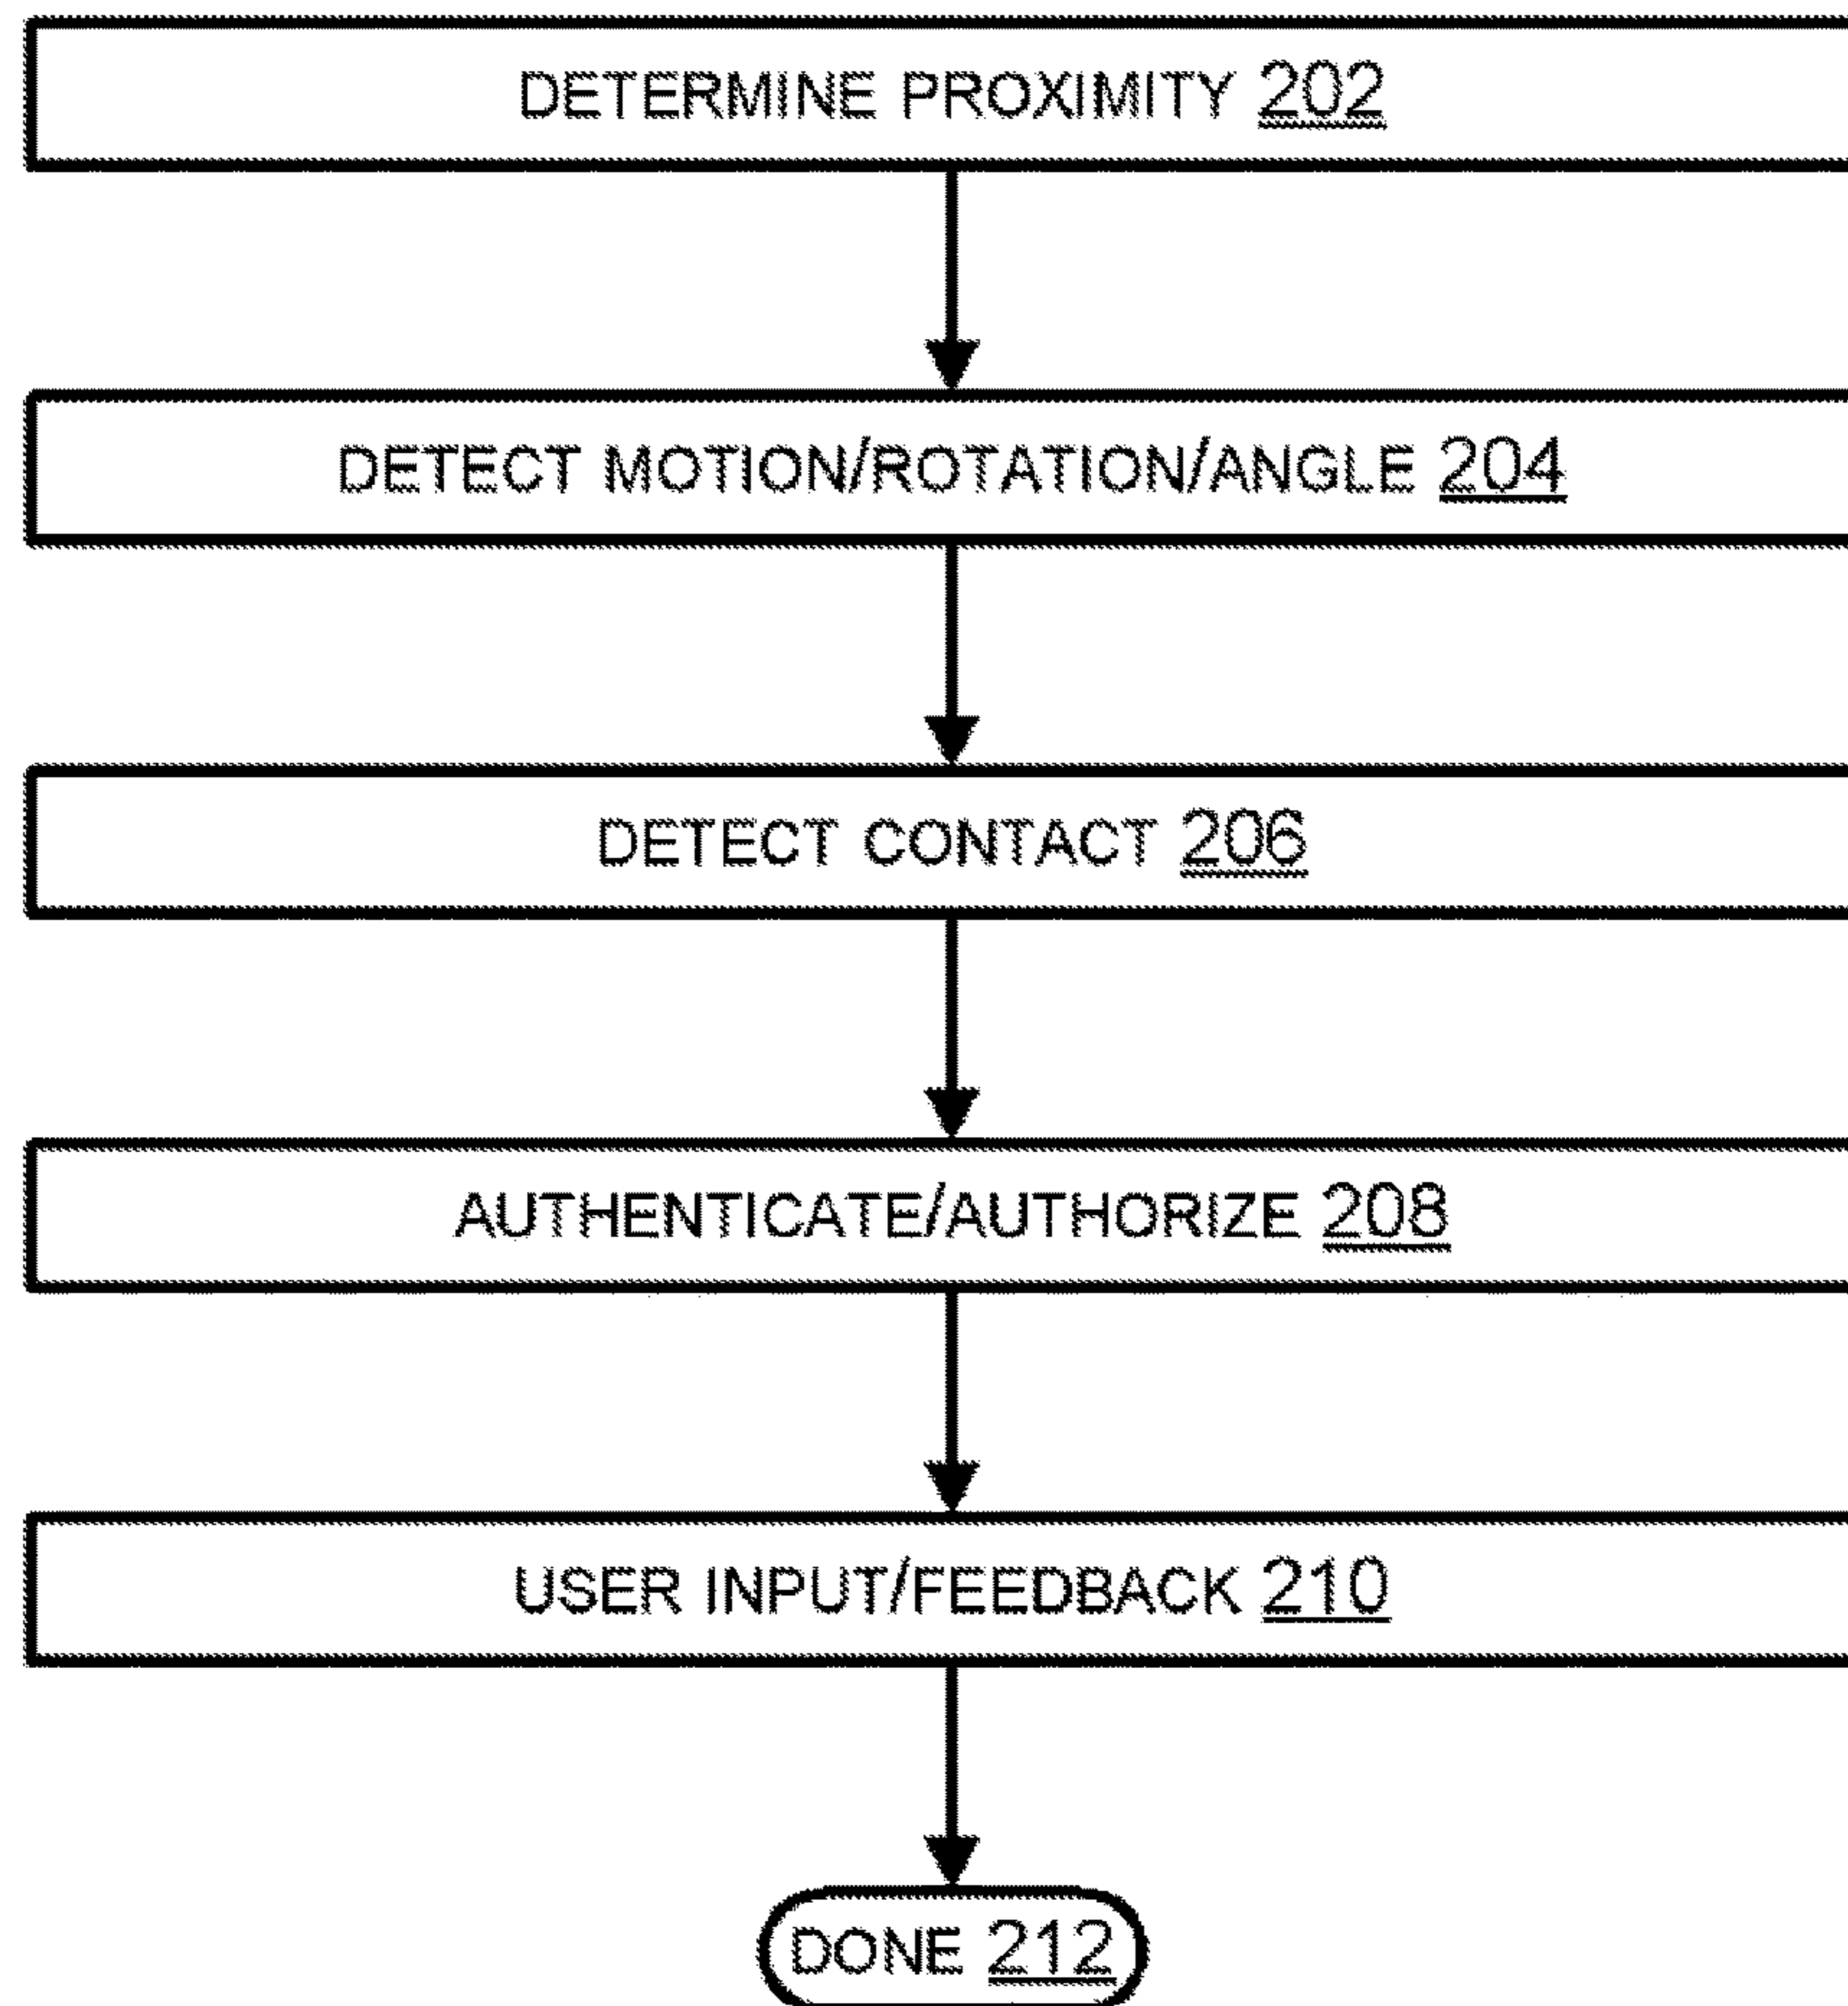 DETERMINE PROXIMITY 202
DETECT MOTION/ROTATION/ANGLE 204
DETECT CONTACT 206
AUTHENTICATE/AUTHORIZE 208
USER INPUT/FEEDBACK 210
DONE 212